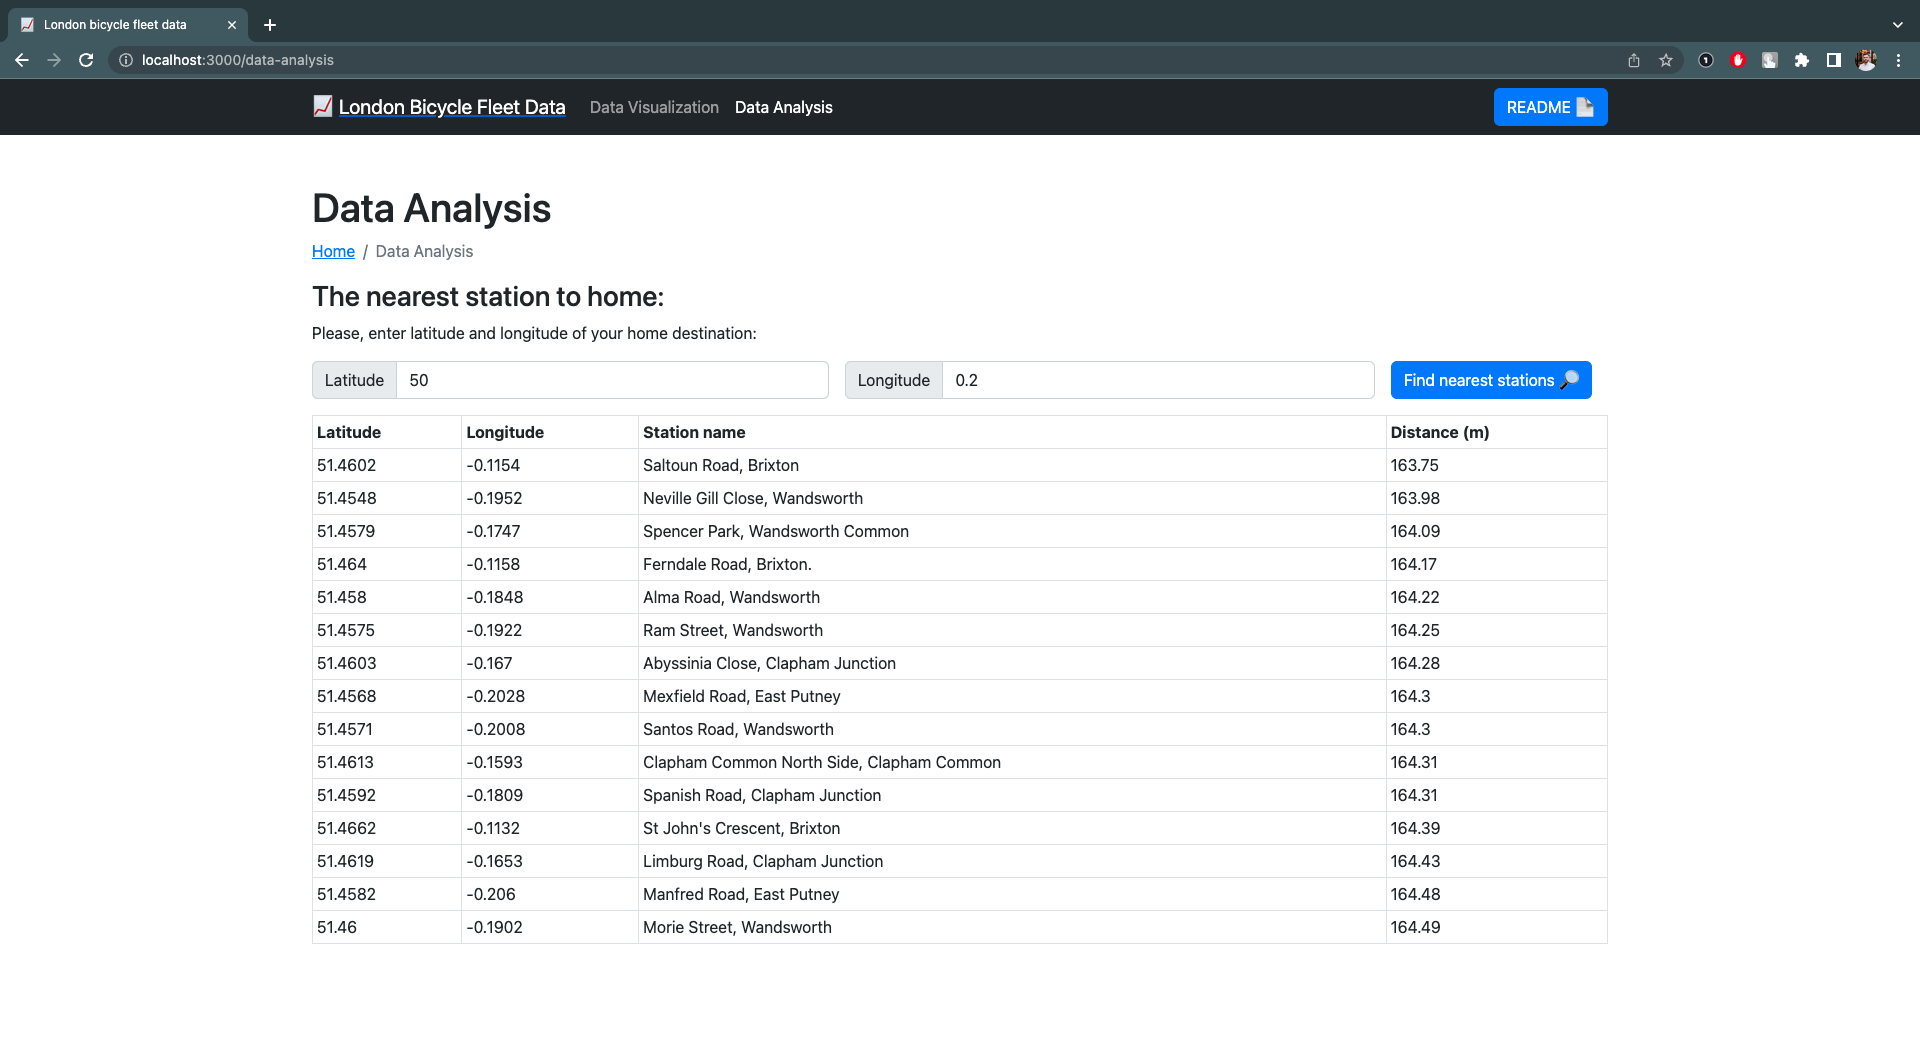 London bicycle fleet data
localhost:3000/data-analysis
London Bicycle Fleet Data Data Visualization Data Analysis README
Data Analysis
Home / Data Analysis
The nearest station to home:
Please, enter latitude and longitude of your home destination:
Latitude 50 Longitude 0.2 Find nearest stations
Latitude Longitude Station name Distance (m)
51.4602 -0.1154 Saltoun Road, Brixton 163.75
51.4548 -0.1952 Neville Gill Close, Wandsworth 163.98
51.4579 -0.1747 Spencer Park, Wandsworth Common 164.09
51.464 -0.1158 Ferndale Road, Brixton. 164.17
51.458 -0.1848 Alma Road, Wandsworth 164.22
51.4575 -0.1922 Ram Street, Wandsworth 164.25
51.4603 -0.167 Abyssinia Close, Clapham Junction 164.28
51.4568 -0.2028 Mexfield Road, East Putney 164.3
51.4571 -0.2008 Santos Road, Wandsworth 164.3
51.4613 -0.1593 Clapham Common North Side, Clapham Common 164.31
51.4592 -0.1809 Spanish Road, Clapham Junction 164.31
51.4662 -0.1132 St John's Crescent, Brixton 164.39
51.4619 -0.1653 Limburg Road, Clapham Junction 164.43
51.4582 -0.206 Manfred Road, East Putney 164.48
51.46 -0.1902 Morie Street, Wandsworth 164.49